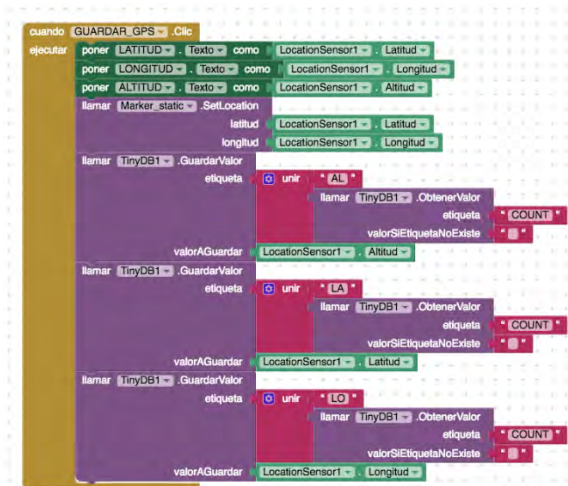 cuando GUARDAR_GPS .Clic
ejecutar poner LATITUD . Texto como LocationSensor1 . Latitud
poner LONGITUD . Texto como LocationSensor1 . Longitud
poner ALTITUD . Texto como LocationSensor1 . Altitud
llamar Marker_static .SetLocation
latitud LocationSensor1 . Latitud
longitud LocationSensor1 . Longitud
llamar TinyDB1 .GuardarValor
etiqueta unir " AL "
llamar TinyDB1 .ObtenerValor
etiqueta " COUNT "
valorSiEtiquetaNoExiste " "
valorAGuardar LocationSensor1 . Altitud
llamar TinyDB1 .GuardarValor
etiqueta unir " LA "
llamar TinyDB1 .ObtenerValor
etiqueta " COUNT "
valorSiEtiquetaNoExiste " "
valorAGuardar LocationSensor1 . Latitud
llamar TinyDB1 .GuardarValor
etiqueta unir " LO "
llamar TinyDB1 .ObtenerValor
etiqueta " COUNT "
valorSiEtiquetaNoExiste " "
valorAGuardar LocationSensor1 . Longitud